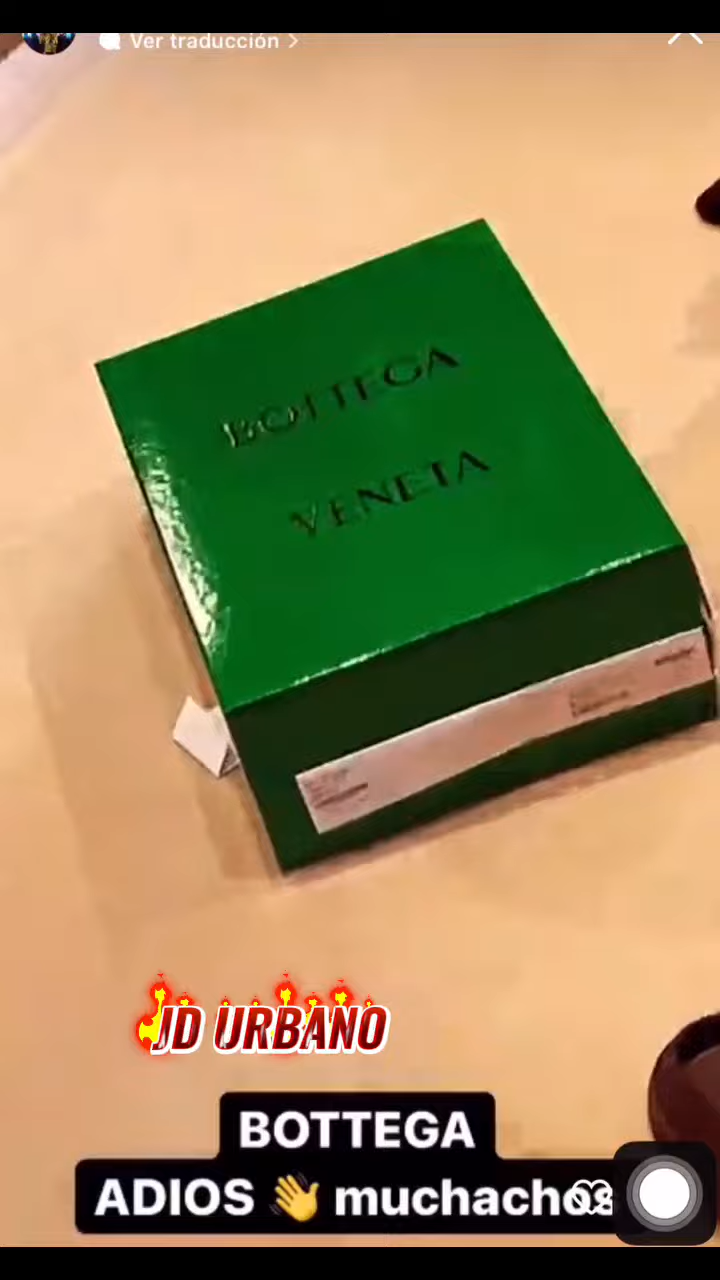 Ver traducción
BOTTEGA
VENETA
JD URBANO
BOTTEGA
ADIOS 👋 muchachos